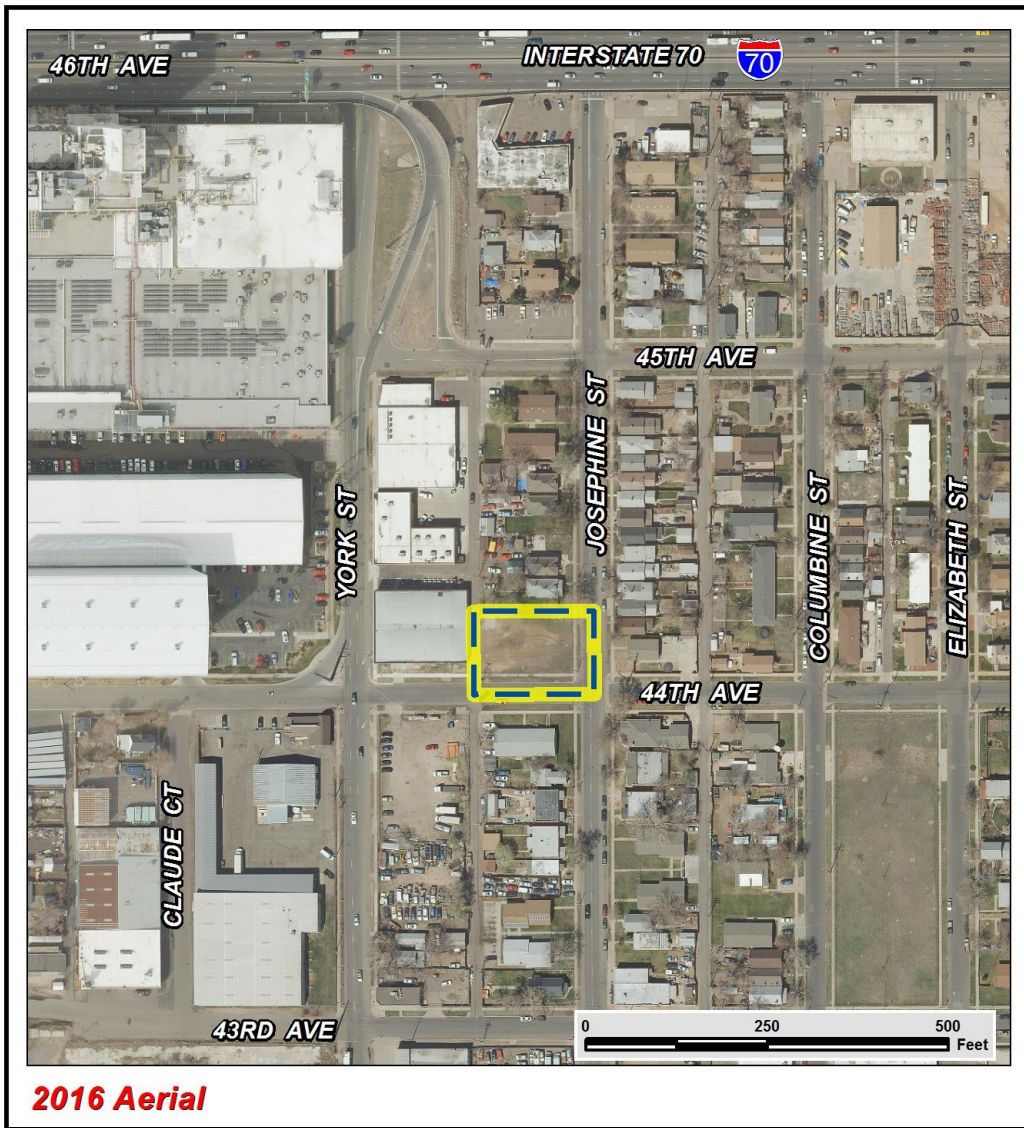 46TH AVE
INTERSTATE 70
70
45TH AVE
JOSEPHINE ST
YORK ST
COLUMBINE ST
ELIZABETH ST
44TH AVE
CLAUDE CT
43RD AVE
0 250 500
Feet
2016 Aerial